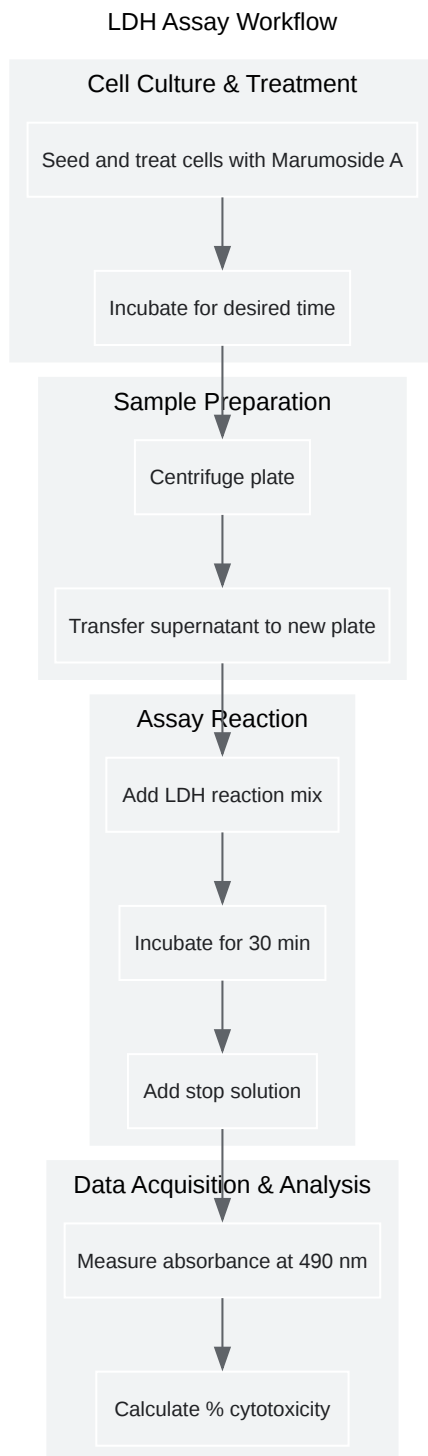 LDH Assay Workflow
Cell Culture & Treatment
Seed and treat cells with Marumoside A
Incubate for desired time
Sample Preparation
Centrifuge plate
Transfer supernatant to new plate
Assay Reaction
Add LDH reaction mix
Incubate for 30 min
Add stop solution
Data Acquisition & Analysis
Measure absorbance at 490 nm
Calculate % cytotoxicity